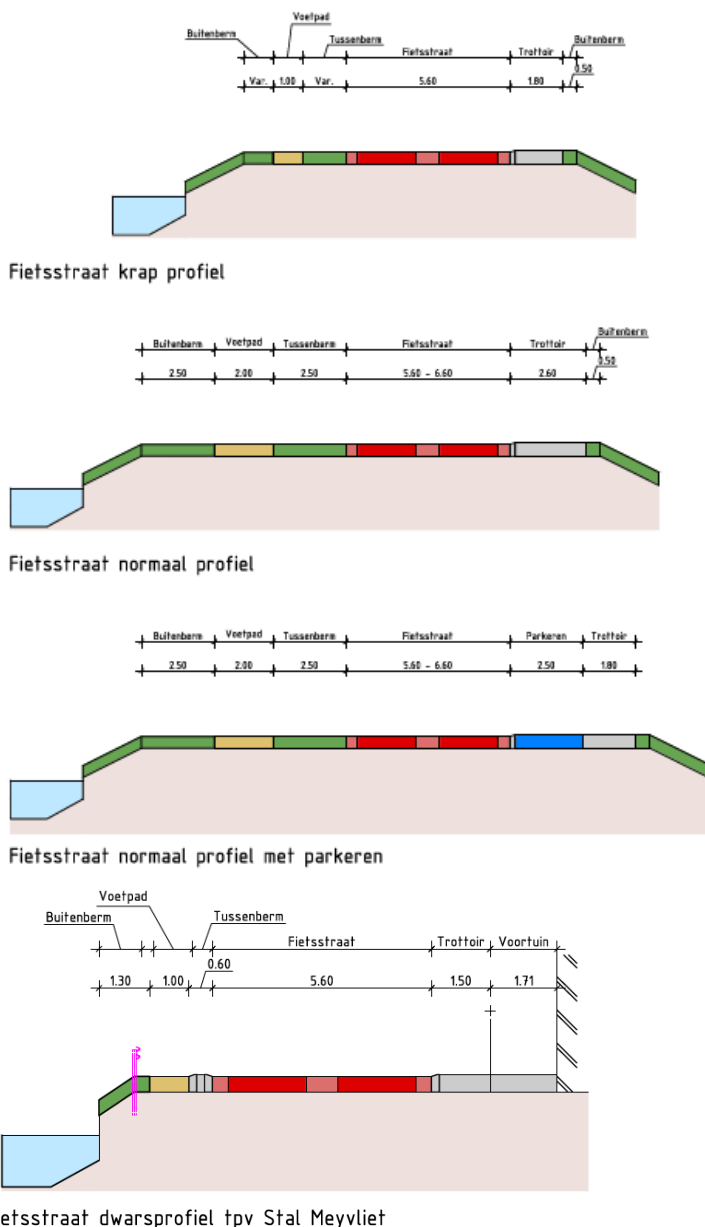 Voetpad
Buitenberm Tussenberm Fietsstraat Trottoir Buitenberm
0.50
Var. 1.00 Var. 5.60 1.80
Fietsstraat krap profiel
Buitenberm
Buitenberm Voetpad Tussenberm Fietsstraat Trottoir
0.50
2.50 2.00 2.50 5.60 - 6.60 2.60
Fietsstraat normaal profiel
Buitenberm Voetpad Tussenberm Fietsstraat Parkeren Trottoir
2.50 2.00 2.50 5.60 - 6.60 2.50 1.80
Fietsstraat normaal profiel met parkeren
Voetpad
Buitenberm Tussenberm
Fietsstraat Trottoir Voortuin
0.60
1.30 1.00 5.60 1.50 1.71
etsstraat dwarsprofiel tpv Stal Meyvliet